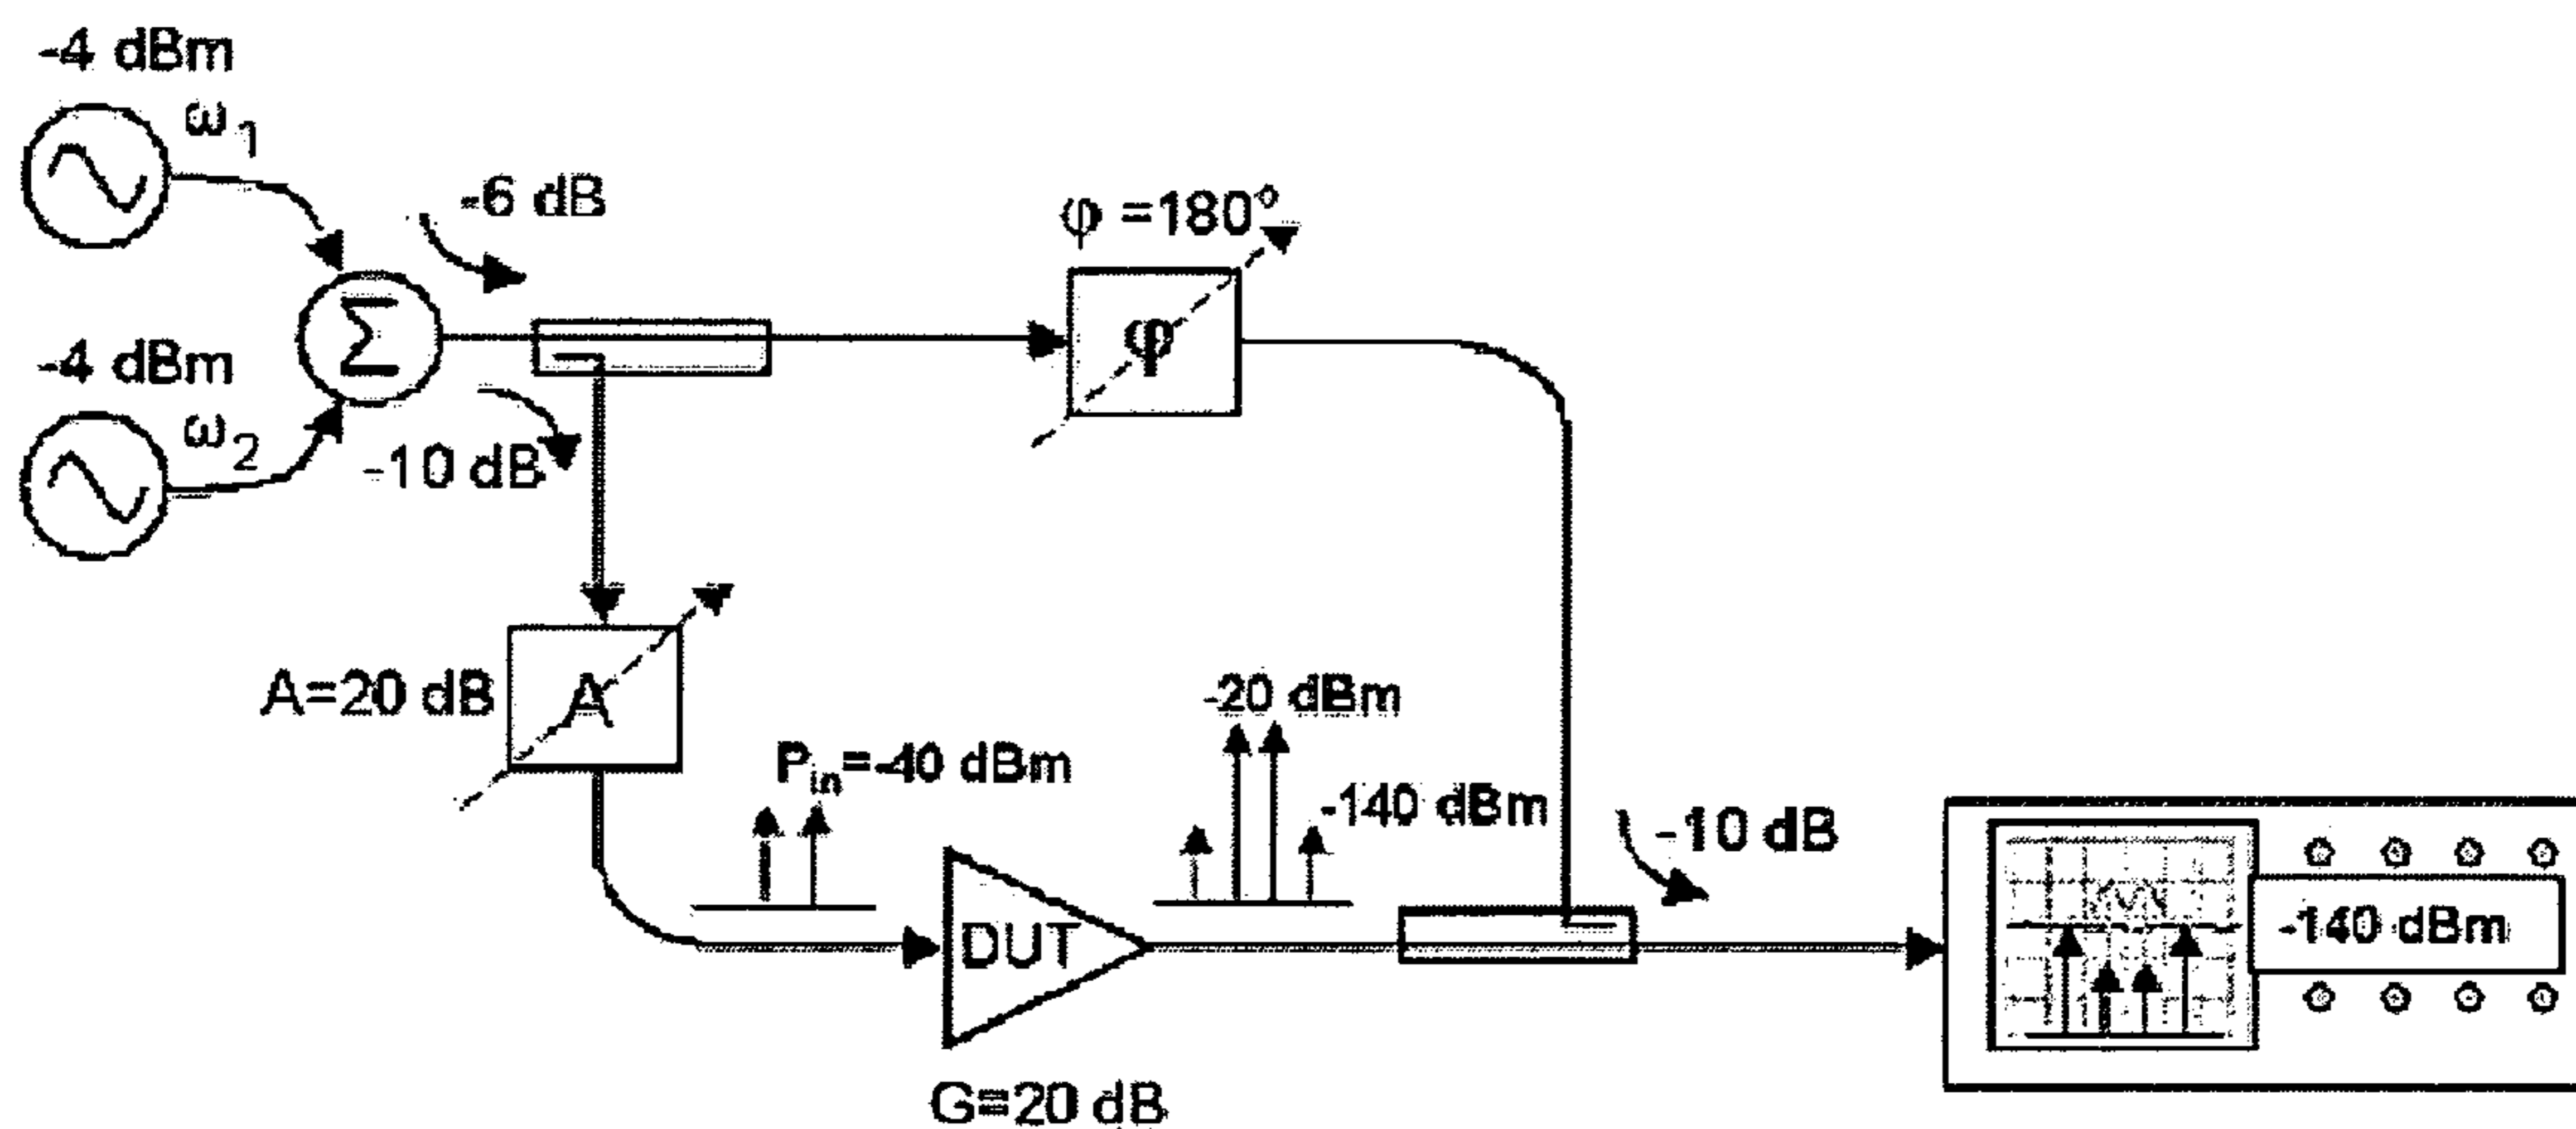 -4 dBm
ω1
-6 dB
φ =180°
Σ
φ
-4 dBm
ω2
-10 dB
A=20 dB
A
Pin=-40 dBm
-20 dBm
-140 dBm
-10 dB
DUT
-140 dBm
G=20 dB